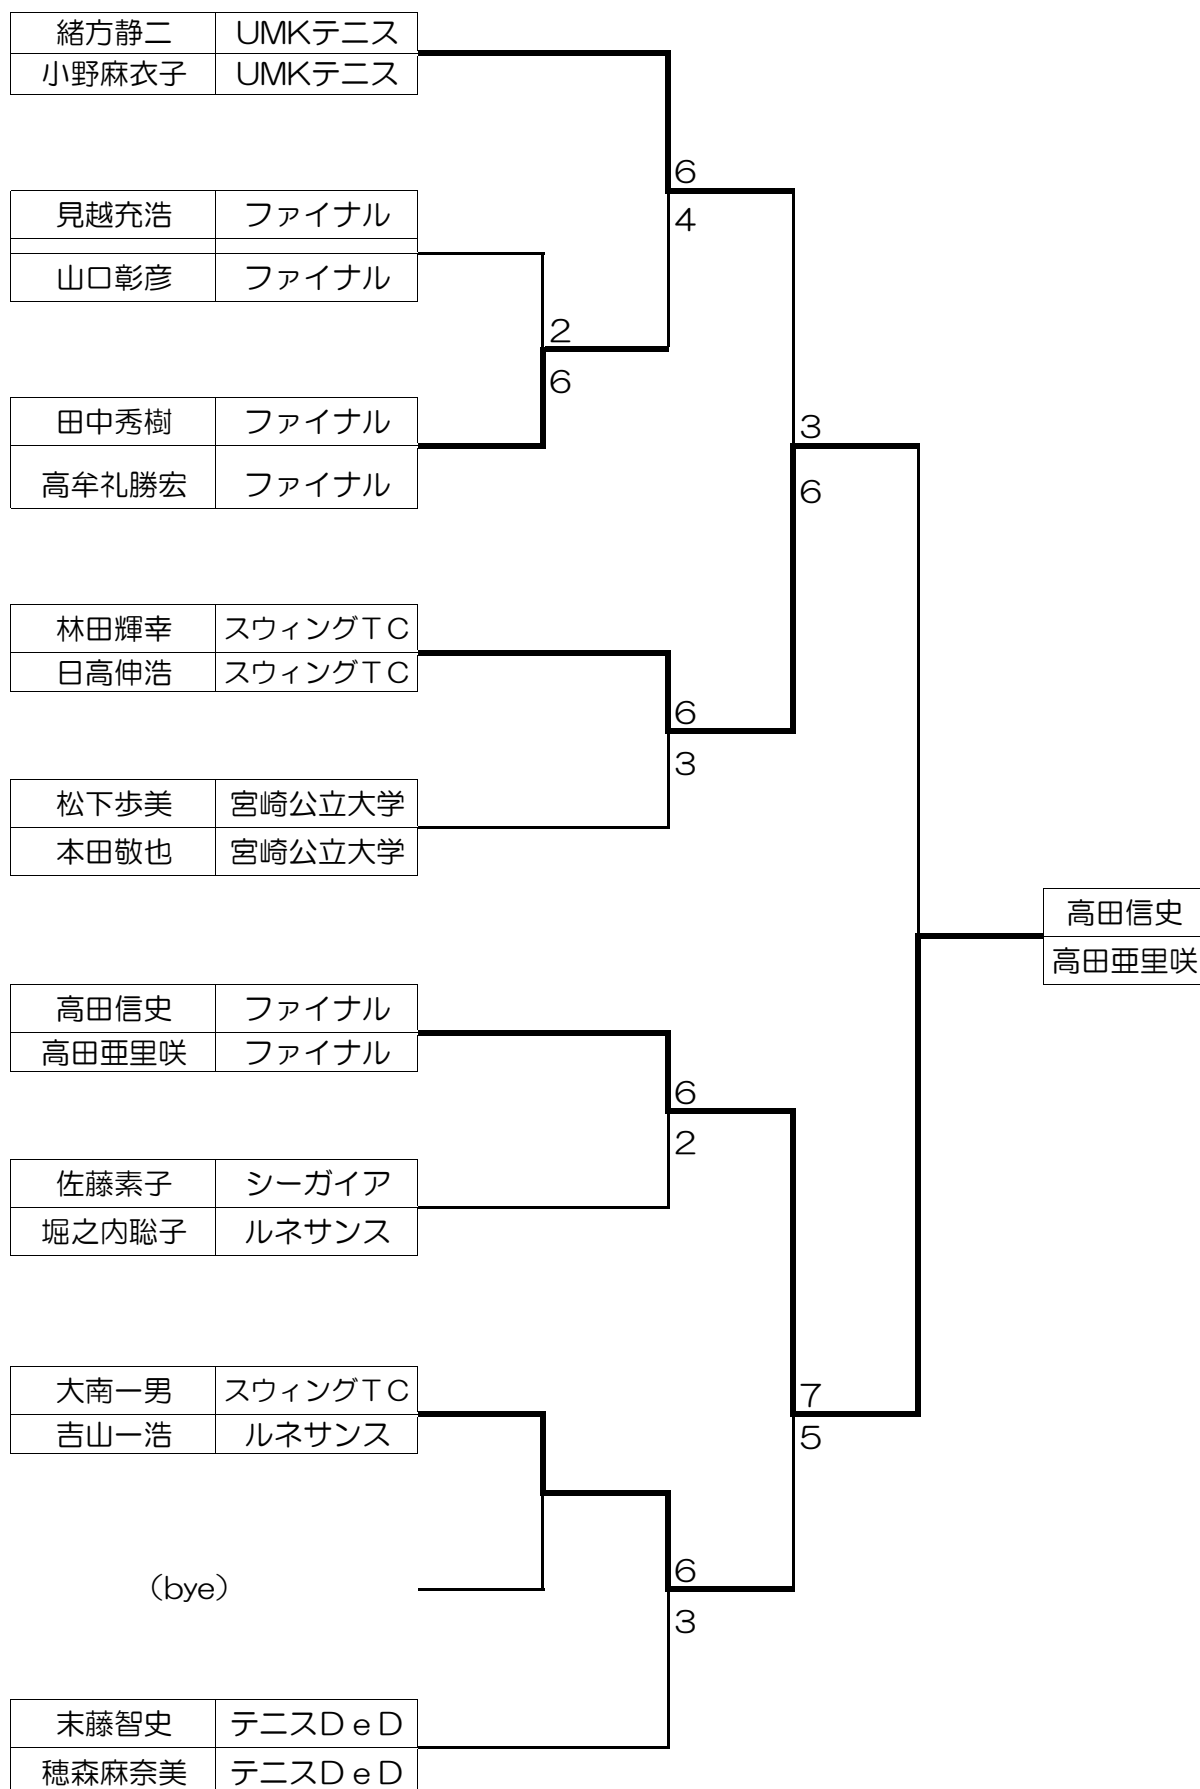 緒方静二 UMKテニス
小野麻衣子 UMKテニス
6
見越充浩 ファイナル
4
山口彰彦 ファイナル
2
6
田中秀樹 ファイナル
3
高牟礼勝宏 ファイナル
6
林田輝幸 スウィングTC
日高伸浩 スウィングTC
6
3
松下歩美 宮崎公立大学
本田敬也 宮崎公立大学
高田信史
高田亜里咲
高田信史 ファイナル
高田亜里咲 ファイナル
6
2
佐藤素子 シーガイア
堀之内聡子 ルネサンス
大南一男 スウィングTC
7
吉山一浩 ルネサンス
5
(bye)
6
3
末藤智史 テニスDeD
穂森麻奈美 テニスDeD